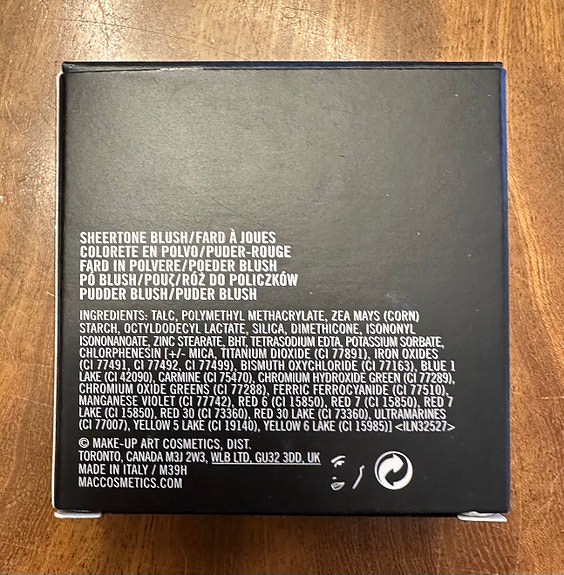 SHEERTONE BLUSH/FARD À JOUES
COLORETE EN POLVO/PUDER-ROUGE
FARD IN POLVERE/POEDER BLUSH
PÓ BLUSH/ΡΟΥΖ/RÓŻ DO POLICZKÓW
PUDDER BLUSH/PUDER BLUSH
INGREDIENTS: TALC, POLYMETHYL METHACRYLATE, ZEA MAYS (CORN)
STARCH, OCTYLDODECYL LACTATE, SILICA, DIMETHICONE, ISONONYL
ISONONANOATE, ZINC STEARATE, BHT, TETRASODIUM EDTA, POTASSIUM SORBATE,
CHLORPHENESIN [+/- MICA, TITANIUM DIOXIDE (CI 77891), IRON OXIDES
(CI 77491, CI 77492, CI 77499), BISMUTH OXYCHLORIDE (CI 77163), BLUE 1
LAKE (CI 42090), CARMINE (CI 75470), CHROMIUM HYDROXIDE GREEN (CI 77289),
CHROMIUM OXIDE GREENS (CI 77288), FERRIC FERROCYANIDE (CI 77510),
MANGANESE VIOLET (CI 77742), RED 6 (CI 15850), RED 7 (CI 15850), RED 7
LAKE (CI 15850), RED 30 (CI 73360), RED 30 LAKE (CI 73360), ULTRAMARINES
(CI 77007), YELLOW 5 LAKE (CI 19140), YELLOW 6 LAKE (CI 15985)] <ILN32527>
© MAKE-UP ART COSMETICS, DIST.
TORONTO, CANADA M3J 2W3, WLB LTD, GU32 3DD, UK
MADE IN ITALY / M39H
MACCOSMETICS.COM